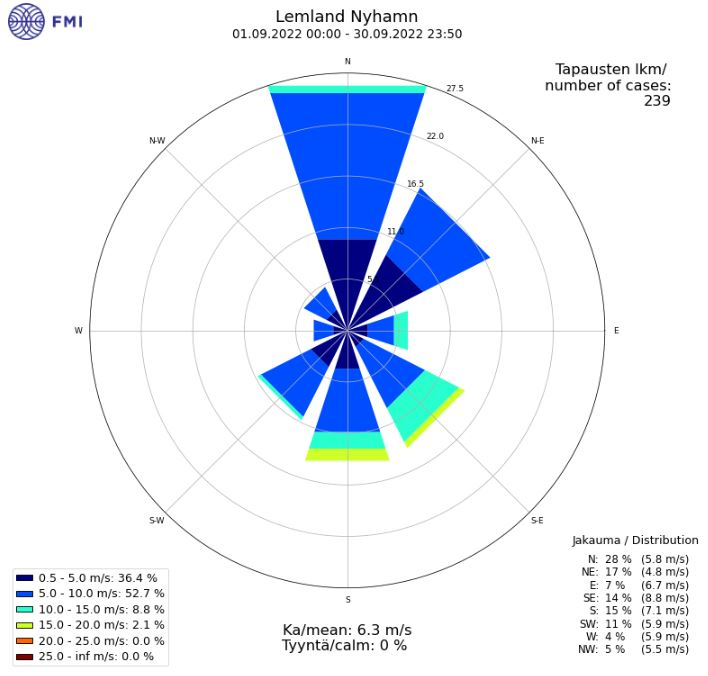 FMI
Lemland Nyhamn
01.09.2022 00:00 - 30.09.2022 23:50
Tapausten lkm/
number of cases:
239
N
27.5
22.0
N-W
N-E
16.5
11.0
5.
W
E
S-W
S-E
S
Jakauma / Distribution
N: 28 % (5.8 m/s)
NE: 17 % (4.8 m/s)
E: 7 % (6.7 m/s)
SE: 14 % (8.8 m/s)
S: 15 % (7.1 m/s)
SW: 11 % (5.9 m/s)
W: 4 % (5.9 m/s)
NW: 5 % (5.5 m/s)
0.5 - 5.0 m/s: 36.4 %
5.0 - 10.0 m/s: 52.7 %
10.0 - 15.0 m/s: 8.8 %
15.0 - 20.0 m/s: 2.1 %
20.0 - 25.0 m/s: 0.0 %
25.0 - inf m/s: 0.0 %
Ka/mean: 6.3 m/s
Tyyntä/calm: 0 %